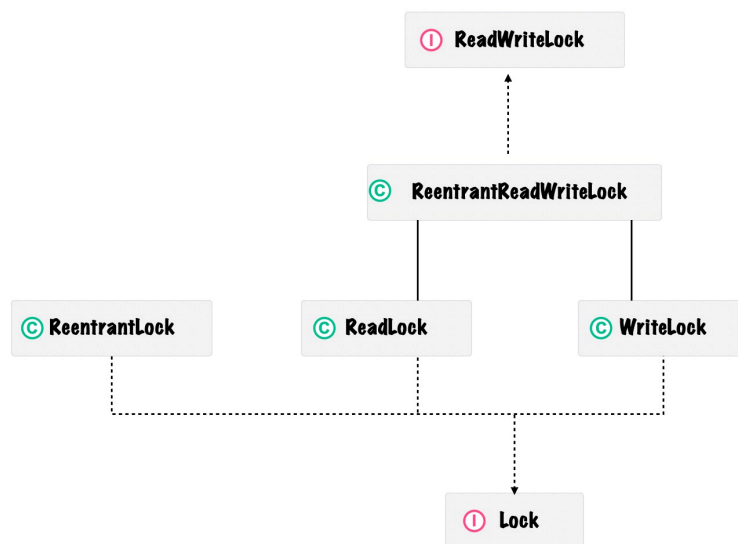 I ReadWriteLock
C ReentrantReadWriteLock
C ReentrantLock
C ReadLock
C WriteLock
I Lock